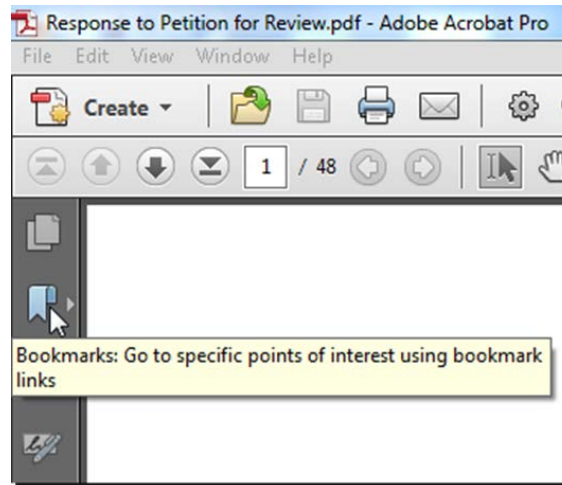 Response to Petition for Review.pdf - Adobe Acrobat Pro
File Edit View Window Help
Create
1 / 48
Bookmarks: Go to specific points of interest using bookmark
links